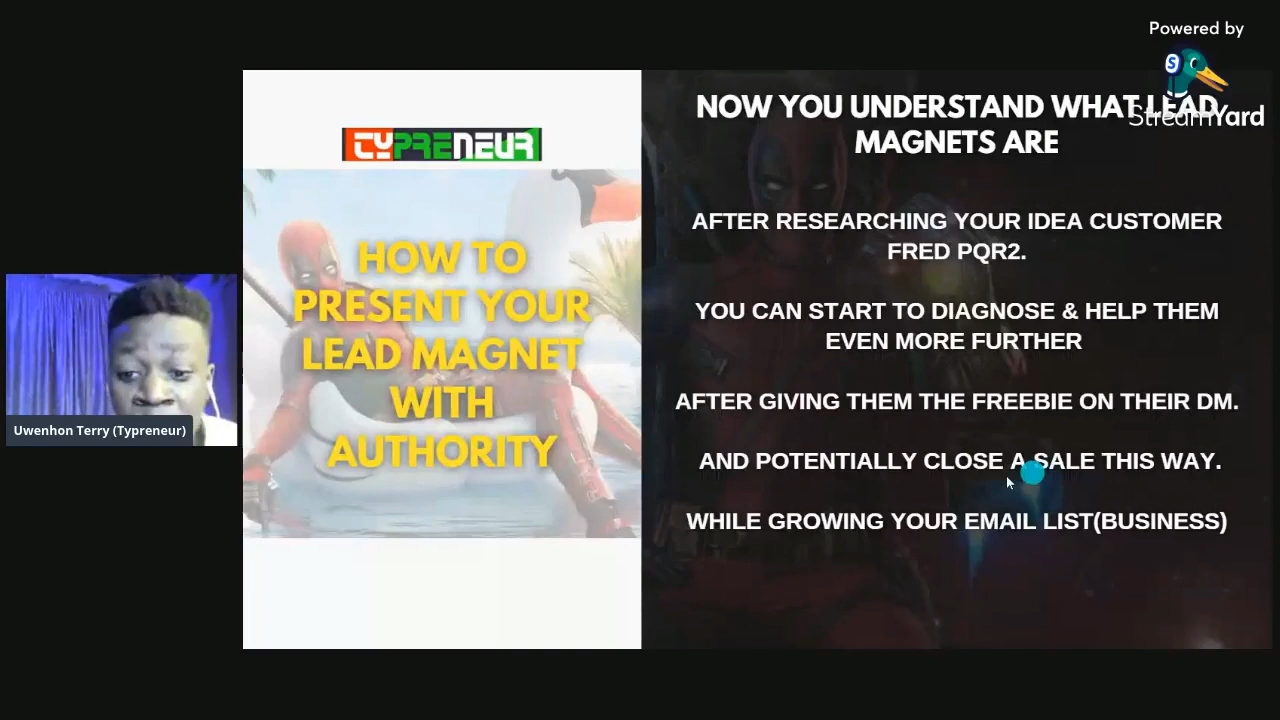 Powered by
StreamYard
TYPRENEUR
HOW TO
PRESENT YOUR
LEAD MAGNET
WITH
AUTHORITY
NOW YOU UNDERSTAND WHAT LEAD
MAGNETS ARE
AFTER RESEARCHING YOUR IDEA CUSTOMER
FRED PQR2.
YOU CAN START TO DIAGNOSE & HELP THEM
EVEN MORE FURTHER
AFTER GIVING THEM THE FREEBIE ON THEIR DM.
AND POTENTIALLY CLOSE A SALE THIS WAY.
WHILE GROWING YOUR EMAIL LIST(BUSINESS)
Uwenhon Terry (Typreneur)